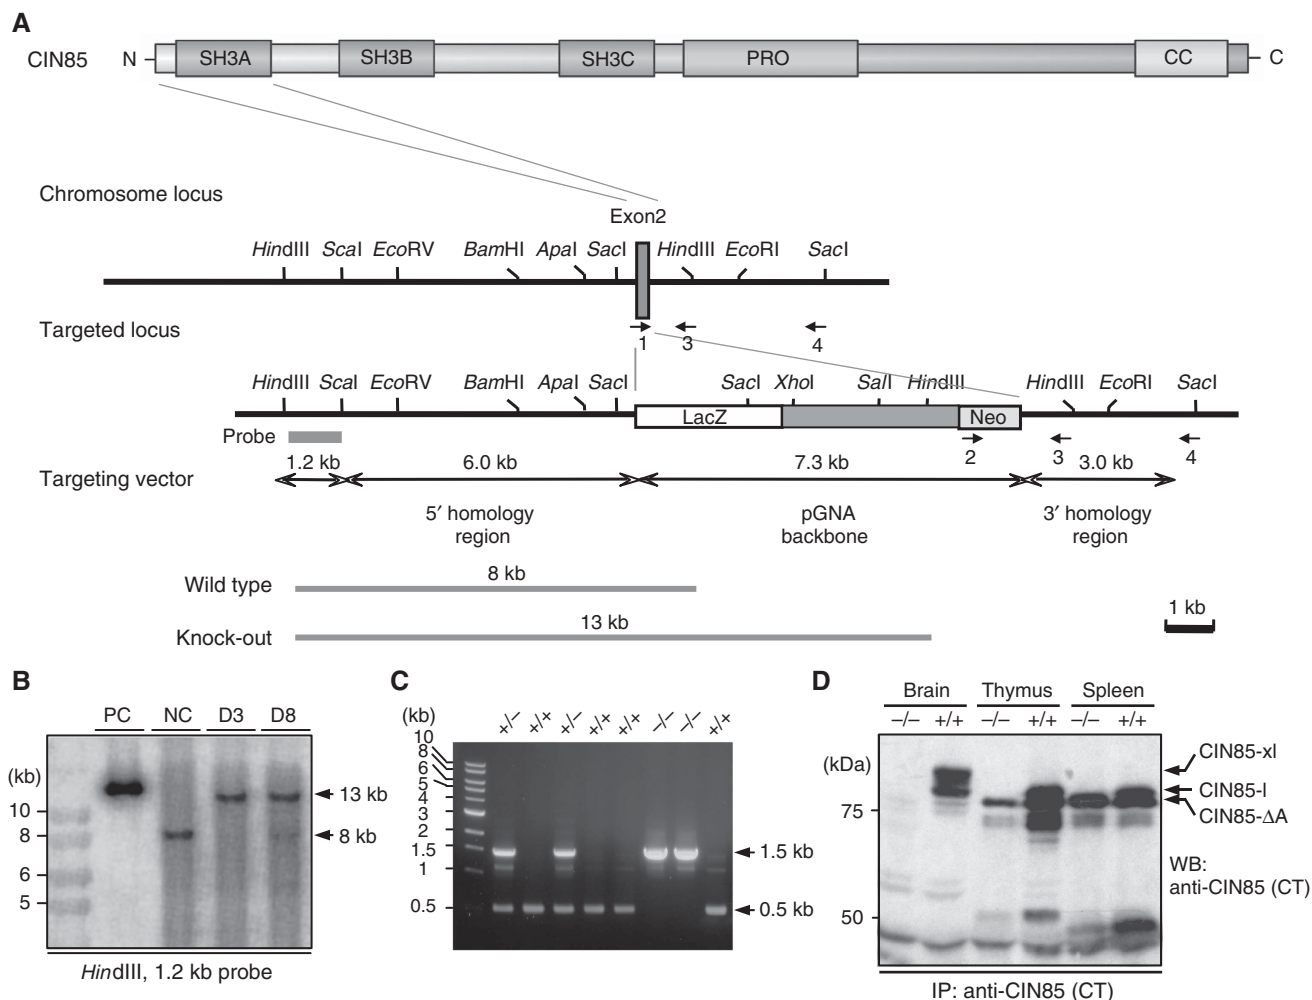 A
CIN85 N SH3A SH3B SH3C PRO CC C
Chromosome locus
Exon2
HindIII ScaI EcoRV BamHI ApaI SacI HindIII EcoRI SacI
Targeted locus
1 3 4
HindIII ScaI EcoRV BamHI ApaI SacI SacI XhoI SalI HindIII HindIII EcoRI SacI
LacZ Neo
Probe
2 3 4
1.2 kb 6.0 kb 7.3 kb 3.0 kb
Targeting vector
5′ homology region
pGNA backbone
3′ homology region
Wild type 8 kb
Knock-out 13 kb
1 kb
B
PC NC D3 D8
(kb)
10
8
6
5
13 kb
8 kb
HindIII, 1.2 kb probe
C
(kb)
+/− +/+ +/− +/+ +/+ −/− −/− +/+
10
8
6
5
4
3
2
1.5
1
0.5
1.5 kb
0.5 kb
D
Brain Thymus Spleen
−/− +/+ −/− +/+ −/− +/+
(kDa)
75
50
CIN85-xl
CIN85-l
CIN85-ΔA
WB:
anti-CIN85 (CT)
IP: anti-CIN85 (CT)